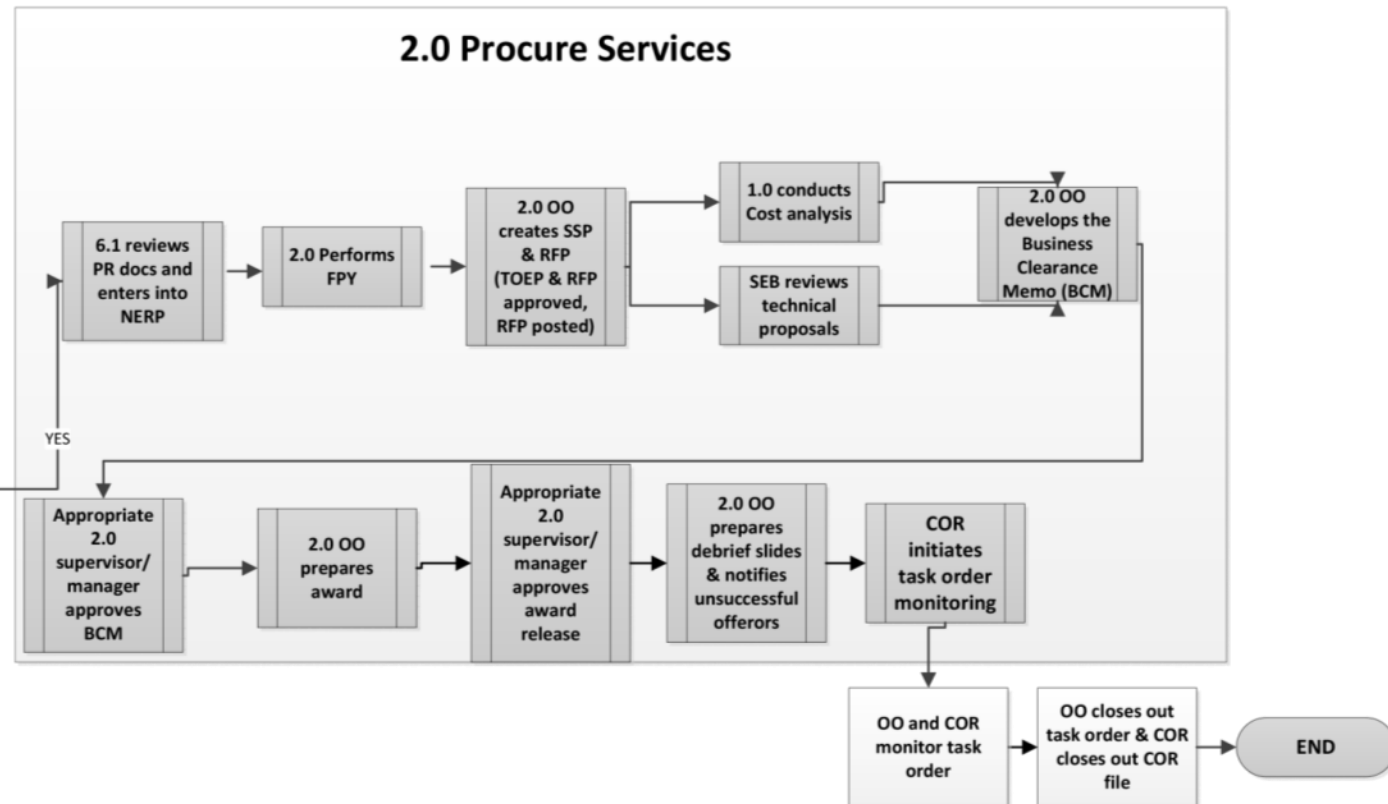 2.0 Procure Services
6.1 reviews
PR docs and
enters into
NERP
2.0 Performs
FPY
2.0 OO
creates SSP
& RFP
(TOEP & RFP
approved,
RFP posted)
1.0 conducts
Cost analysis
SEB reviews
technical
proposals
2.0 OO
develops the
Business
Clearance
Memo (BCM)
YES
Appropriate
2.0
supervisor/
manager
approves
BCM
2.0 OO
prepares
award
Appropriate
2.0
supervisor/
manager
approves
award
release
2.0 OO
prepares
debrief slides
& notifies
unsuccessful
offerors
COR
initiates
task order
monitoring
OO and COR
monitor task
order
OO closes out
task order & COR
closes out COR
file
END